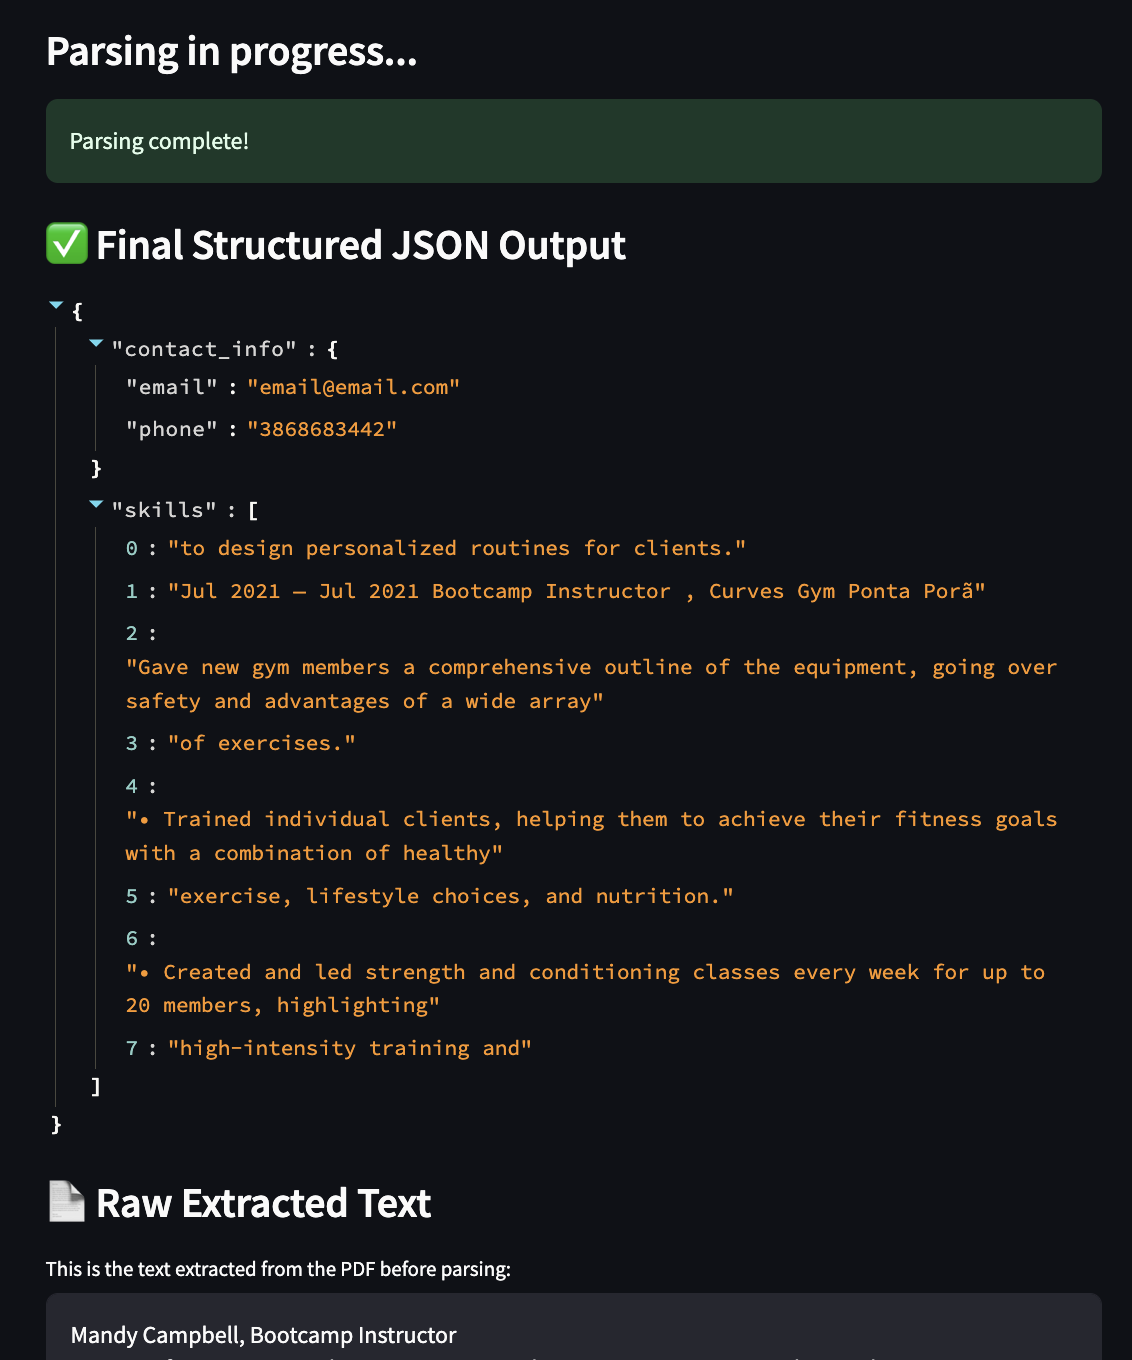 Parsing in progress...
Parsing complete!
✅ Final Structured JSON Output
{
"contact_info" : {
"email" : "email@email.com"
"phone" : "3868683442"
}
"skills" : [
0 : "to design personalized routines for clients."
1 : "Jul 2021 — Jul 2021 Bootcamp Instructor , Curves Gym Ponta Porã"
2 :
"Gave new gym members a comprehensive outline of the equipment, going over
safety and advantages of a wide array"
3 : "of exercises."
4 :
"• Trained individual clients, helping them to achieve their fitness goals
with a combination of healthy"
5 : "exercise, lifestyle choices, and nutrition."
6 :
"• Created and led strength and conditioning classes every week for up to
20 members, highlighting"
7 : "high-intensity training and"
]
}
📄 Raw Extracted Text
This is the text extracted from the PDF before parsing:
Mandy Campbell, Bootcamp Instructor